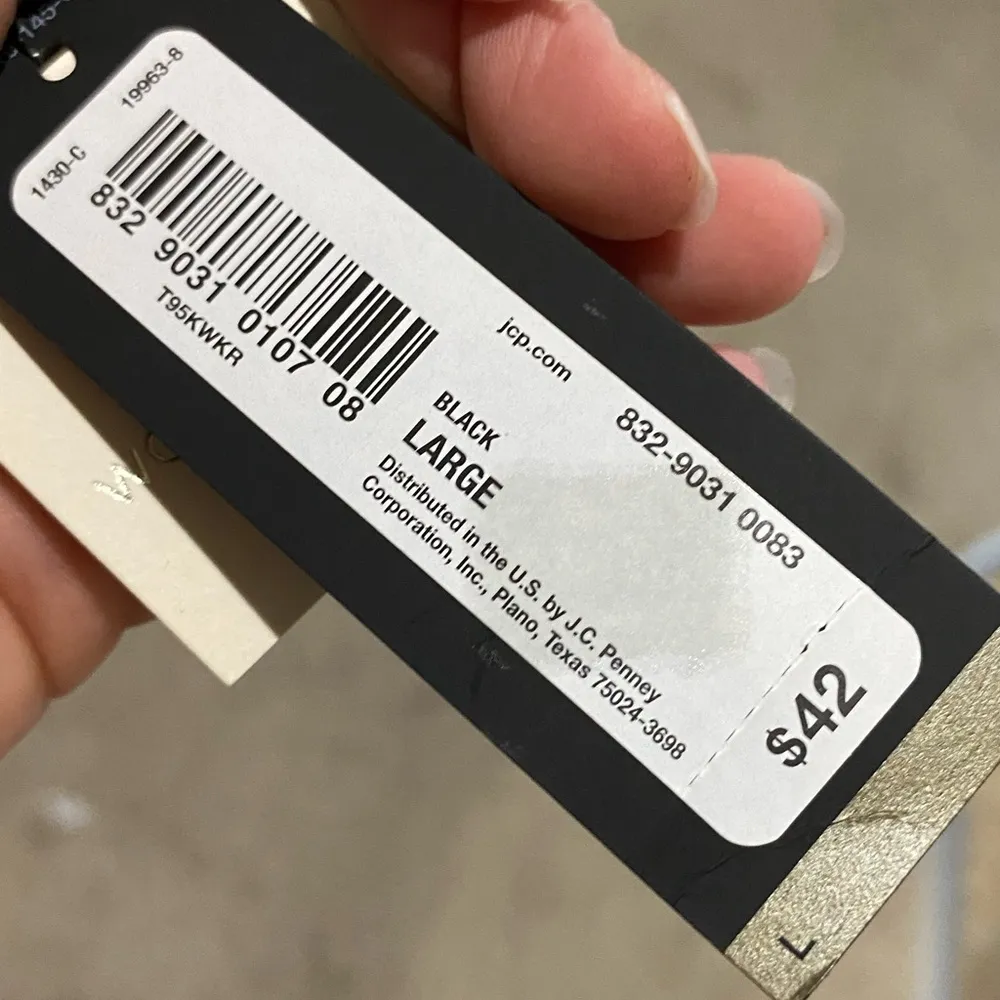 145-
19963-8
1430-C
832 9031 0107 08
T95KWKR
jcp.com
832-9031 0083
BLACK
LARGE
Distributed in the U.S. by J.C. Penney
Corporation, Inc., Plano, Texas 75024-3698
$42
L
W